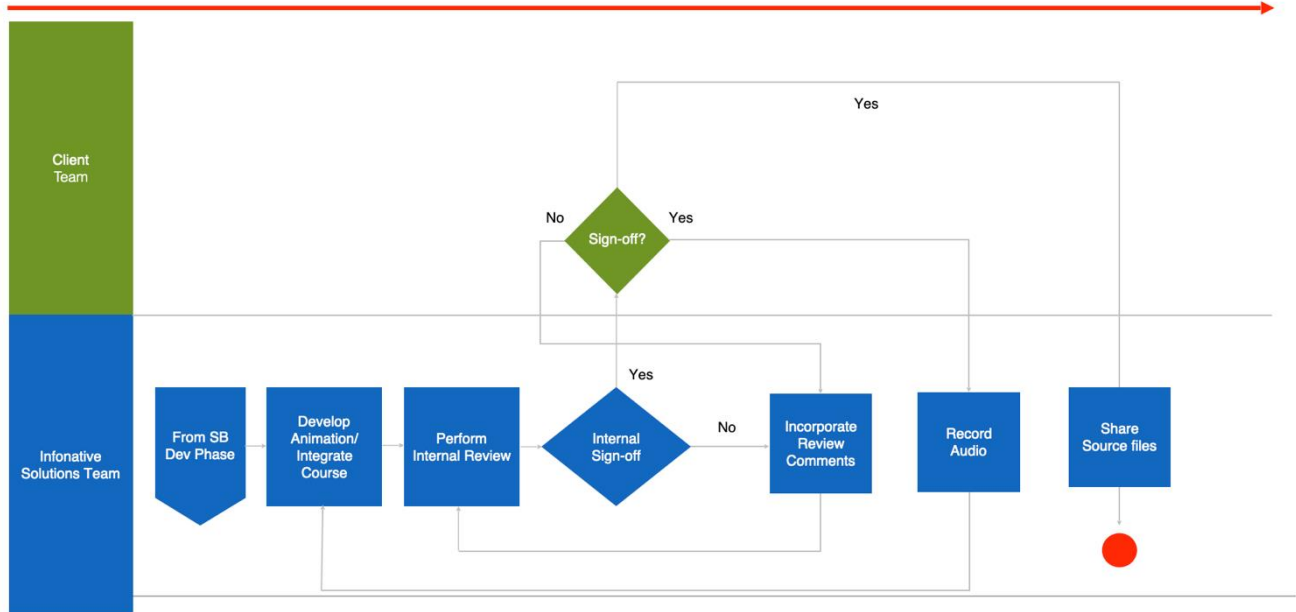 Yes
Client
Team
No
Yes
Sign-off?
Yes
Infonative
Solutions Team
From SB
Dev Phase
Develop
Animation/
Integrate
Course
Perform
Internal Review
Internal
Sign-off
No
Incorporate
Review
Comments
Record
Audio
Share
Source files